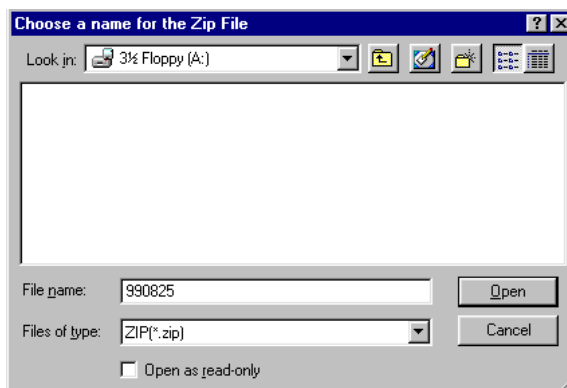 Choose a name for the Zip File
Look in: 3½ Floppy (A:)
File name: 990825 Open
Files of type: ZIP(*.zip) Cancel
Open as read-only